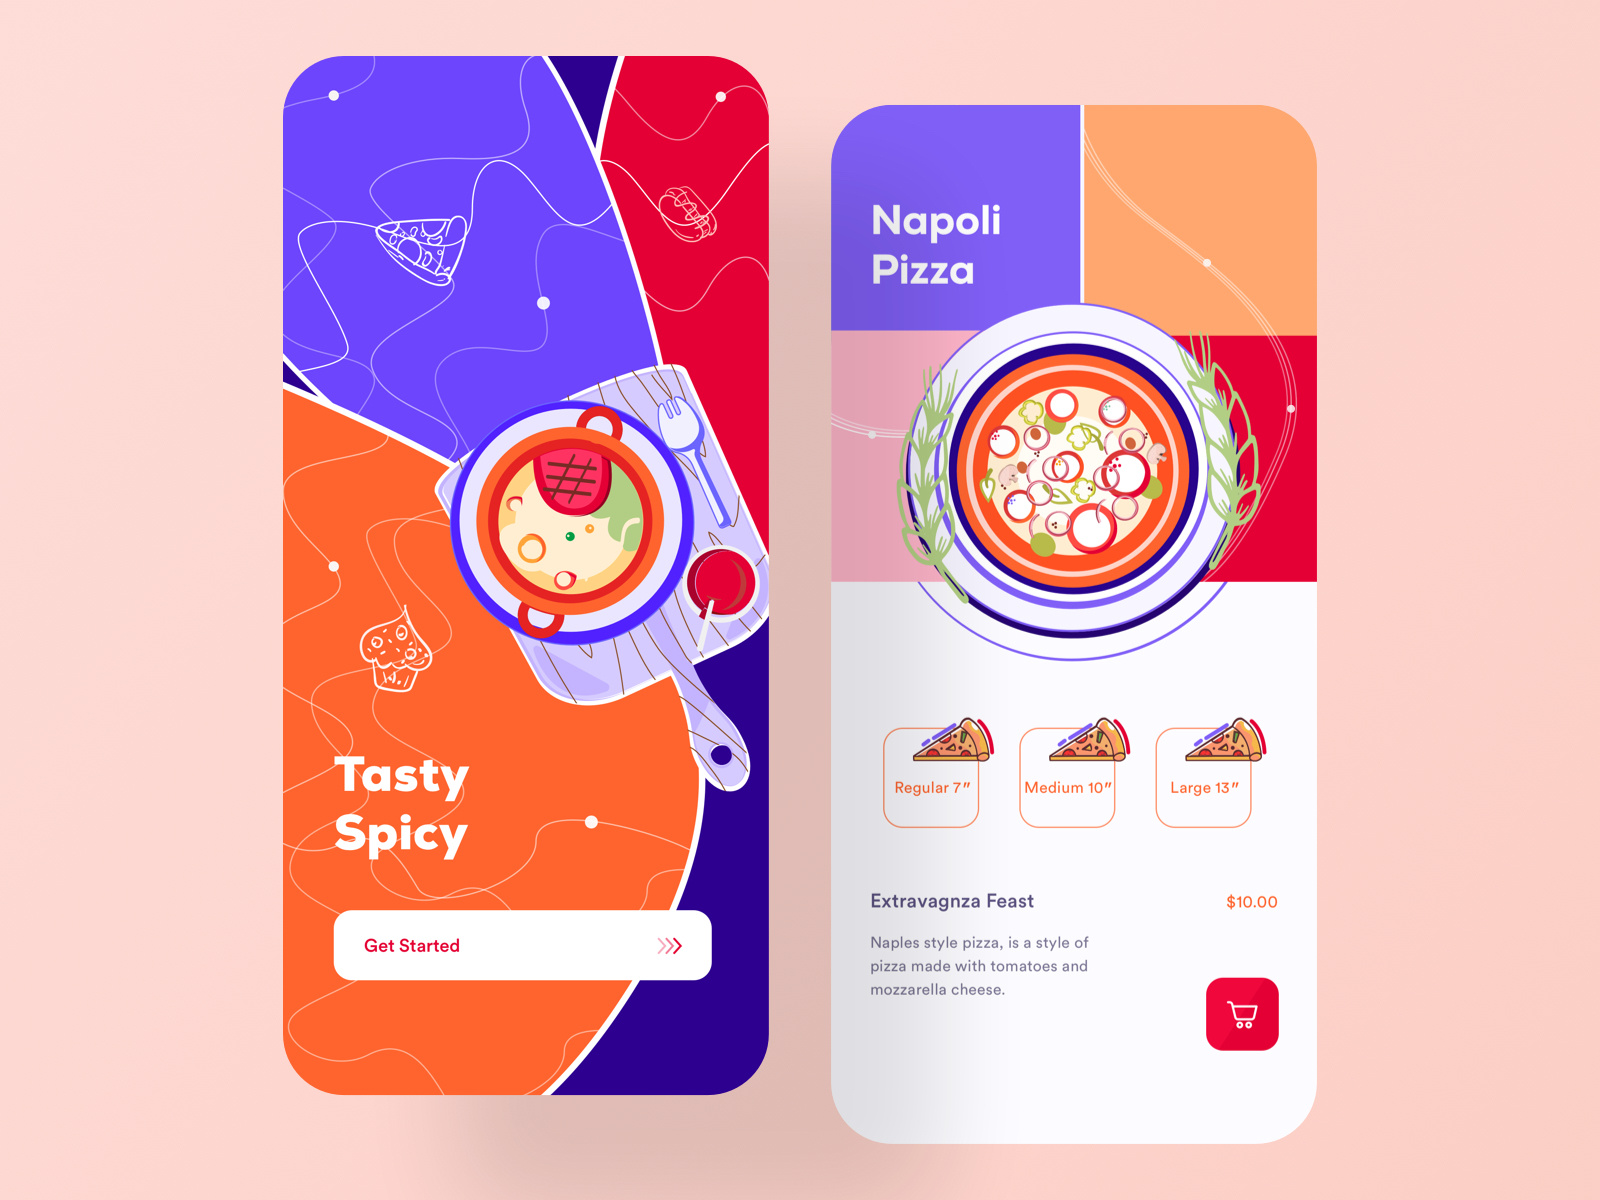 Tasty
Spicy
Get Started
Napoli
Pizza
Regular 7″
Medium 10″
Large 13″
Extravagnza Feast
$10.00
Naples style pizza, is a style of
pizza made with tomatoes and
mozzarella cheese.